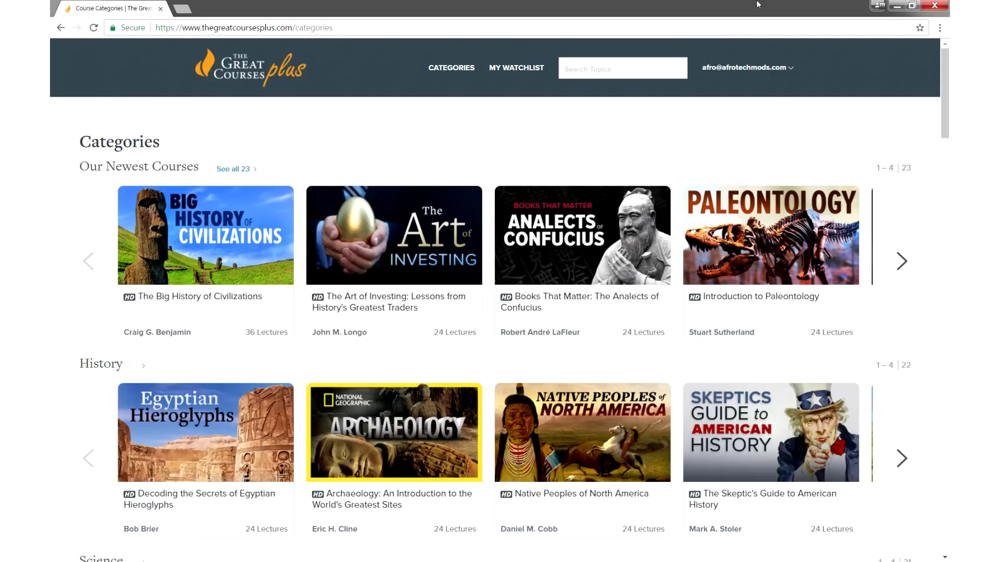 Course Categories | The Grea
Secure https://www.thegreatcoursesplus.com/categories
THE GREAT COURSES plus
CATEGORIES MY WATCHLIST Search Topics afro@afrotechmods.com
Categories
Our Newest Courses See all 23 1 – 4 | 23
BIG HISTORY OF CIVILIZATIONS
The Art of INVESTING
BOOKS THAT MATTER
ANALECTS OF CONFUCIUS
PALEONTOLOGY
HD The Big History of Civilizations
HD The Art of Investing: Lessons from
History's Greatest Traders
HD Books That Matter: The Analects of
Confucius
HD Introduction to Paleontology
Craig G. Benjamin 36 Lectures
John M. Longo 24 Lectures
Robert André LaFleur 24 Lectures
Stuart Sutherland 24 Lectures
History 1 – 4 | 22
Egyptian
Hieroglyphs
NATIONAL
GEOGRAPHIC
ARCHAEOLOGY
NATIVE PEOPLES of
NORTH AMERICA
SKEPTICS
GUIDE to
AMERICAN
HISTORY
HD Decoding the Secrets of Egyptian
Hieroglyphs
HD Archaeology: An Introduction to the
World's Greatest Sites
HD Native Peoples of North America
HD The Skeptic's Guide to American
History
Bob Brier 24 Lectures
Eric H. Cline 24 Lectures
Daniel M. Cobb 24 Lectures
Mark A. Stoler 24 Lectures
Science 1 – 4 | 21